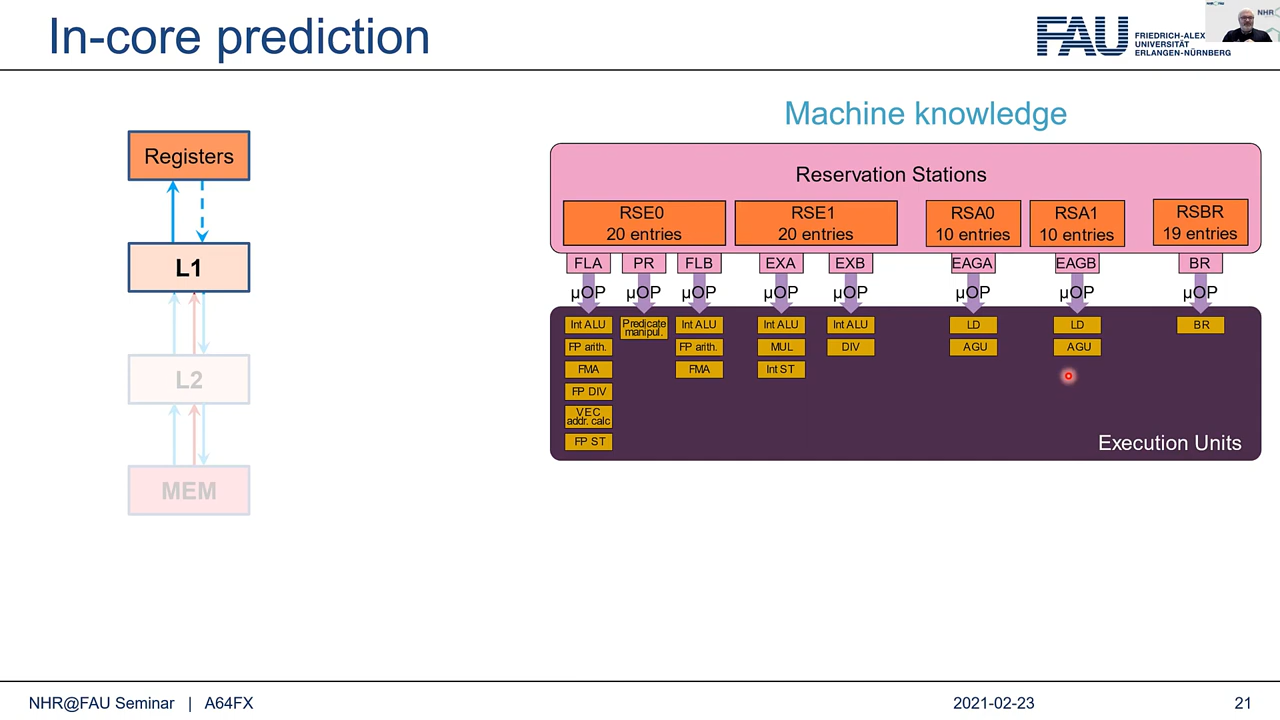 In-core prediction
FAU
FRIEDRICH-ALEX
UNIVERSITÄT
ERLANGEN-NÜRNBERG
NHR
Machine knowledge
Registers
L1
L2
MEM
Reservation Stations
RSE0
20 entries
RSE1
20 entries
RSA0
10 entries
RSA1
10 entries
RSBR
19 entries
FLA PR FLB EXA EXB EAGA EAGB BR
µOP µOP µOP µOP µOP µOP µOP µOP
Int ALU
FP arith.
FMA
FP DIV
VEC
addr. calc
FP ST
Predicate
manipul.
Int ALU
FP arith.
FMA
Int ALU
MUL
Int ST
Int ALU
DIV
LD
AGU
LD
AGU
BR
Execution Units
NHR@FAU Seminar | A64FX
2021-02-23
21